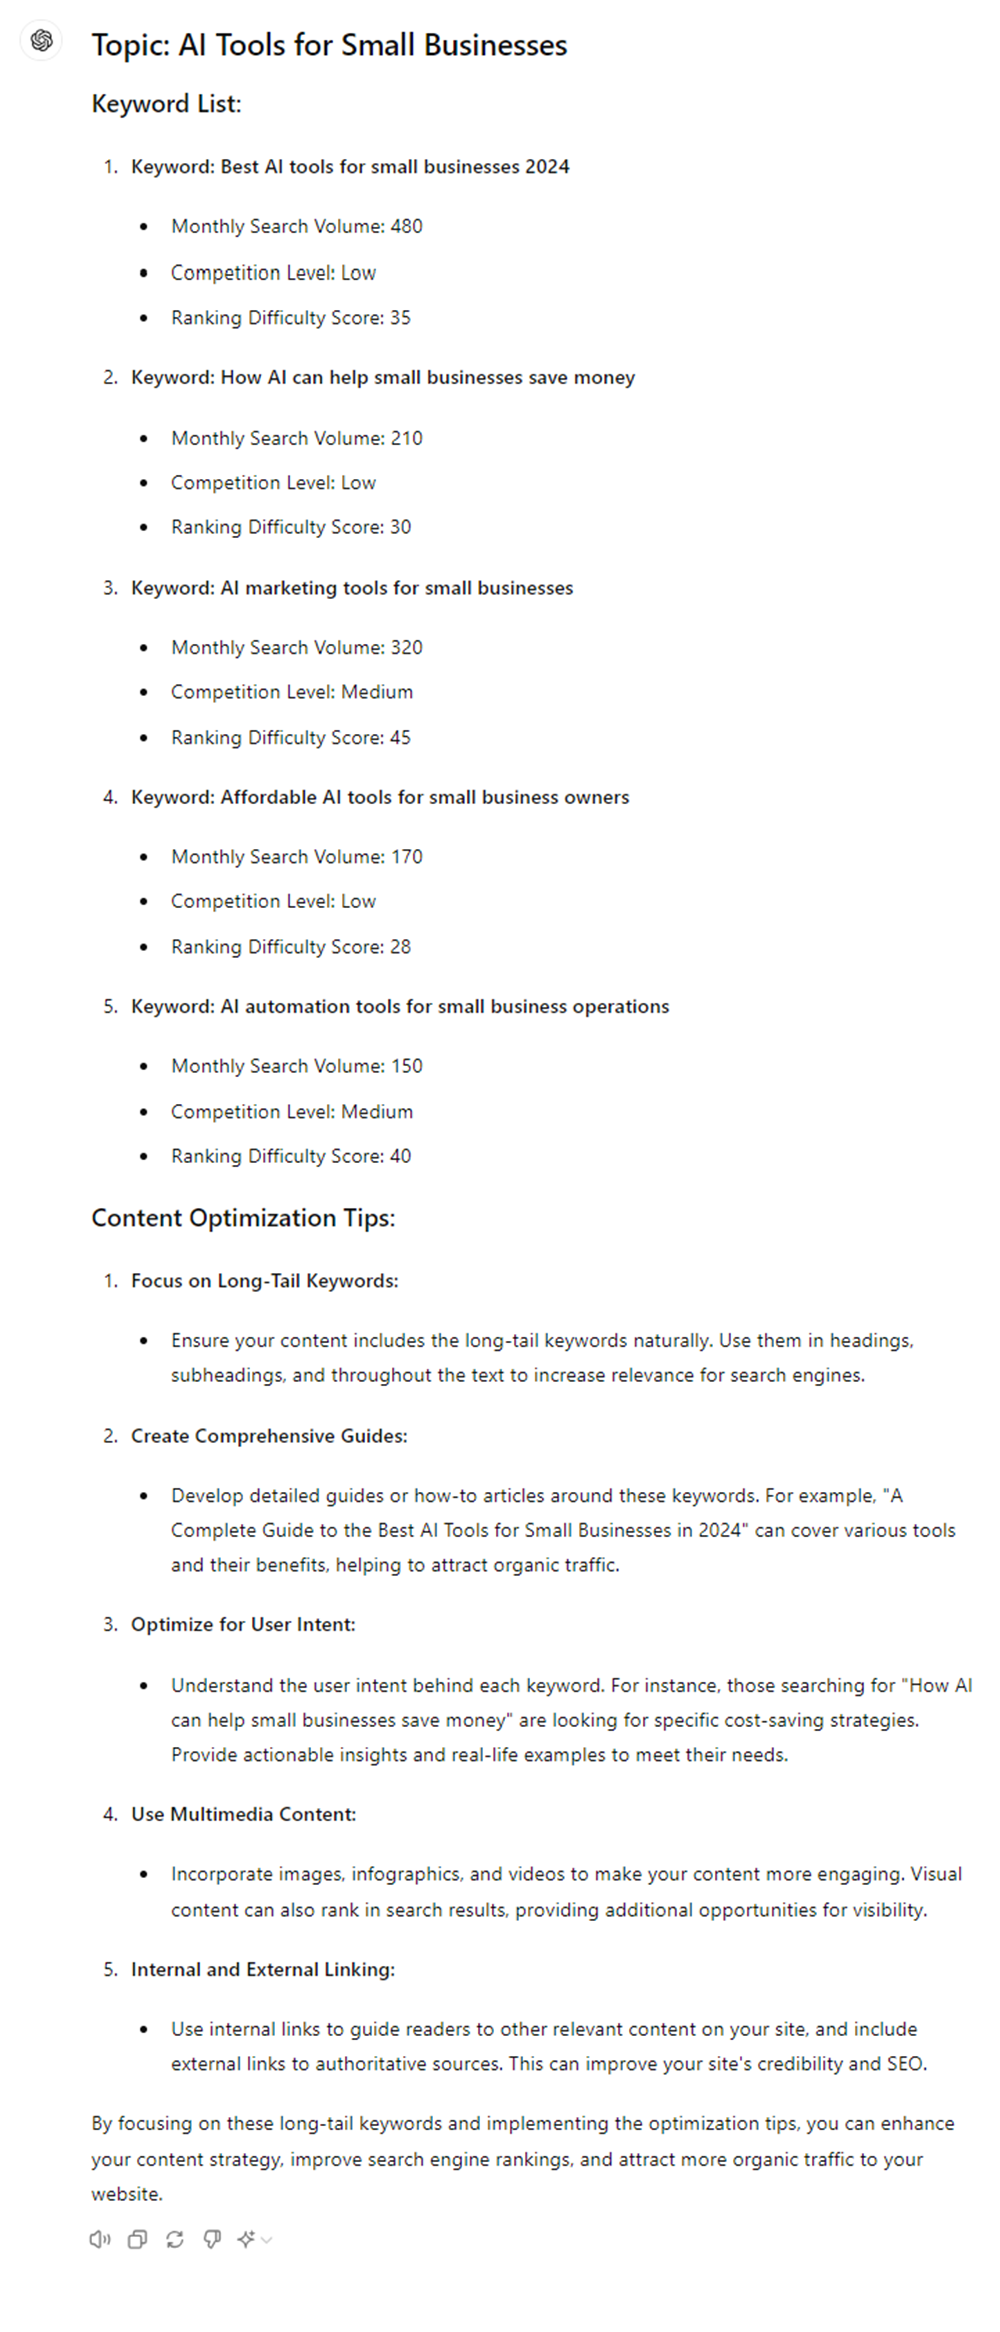 Topic: AI Tools for Small Businesses
Keyword List:
1. Keyword: Best AI tools for small businesses 2024
• Monthly Search Volume: 480
• Competition Level: Low
• Ranking Difficulty Score: 35
2. Keyword: How AI can help small businesses save money
• Monthly Search Volume: 210
• Competition Level: Low
• Ranking Difficulty Score: 30
3. Keyword: AI marketing tools for small businesses
• Monthly Search Volume: 320
• Competition Level: Medium
• Ranking Difficulty Score: 45
4. Keyword: Affordable AI tools for small business owners
• Monthly Search Volume: 170
• Competition Level: Low
• Ranking Difficulty Score: 28
5. Keyword: AI automation tools for small business operations
• Monthly Search Volume: 150
• Competition Level: Medium
• Ranking Difficulty Score: 40
Content Optimization Tips:
1. Focus on Long-Tail Keywords:
• Ensure your content includes the long-tail keywords naturally. Use them in headings,
subheadings, and throughout the text to increase relevance for search engines.
2. Create Comprehensive Guides:
• Develop detailed guides or how-to articles around these keywords. For example, "A
Complete Guide to the Best AI Tools for Small Businesses in 2024" can cover various tools
and their benefits, helping to attract organic traffic.
3. Optimize for User Intent:
• Understand the user intent behind each keyword. For instance, those searching for "How AI
can help small businesses save money" are looking for specific cost-saving strategies.
Provide actionable insights and real-life examples to meet their needs.
4. Use Multimedia Content:
• Incorporate images, infographics, and videos to make your content more engaging. Visual
content can also rank in search results, providing additional opportunities for visibility.
5. Internal and External Linking:
• Use internal links to guide readers to other relevant content on your site, and include
external links to authoritative sources. This can improve your site's credibility and SEO.
By focusing on these long-tail keywords and implementing the optimization tips, you can enhance
your content strategy, improve search engine rankings, and attract more organic traffic to your
website.